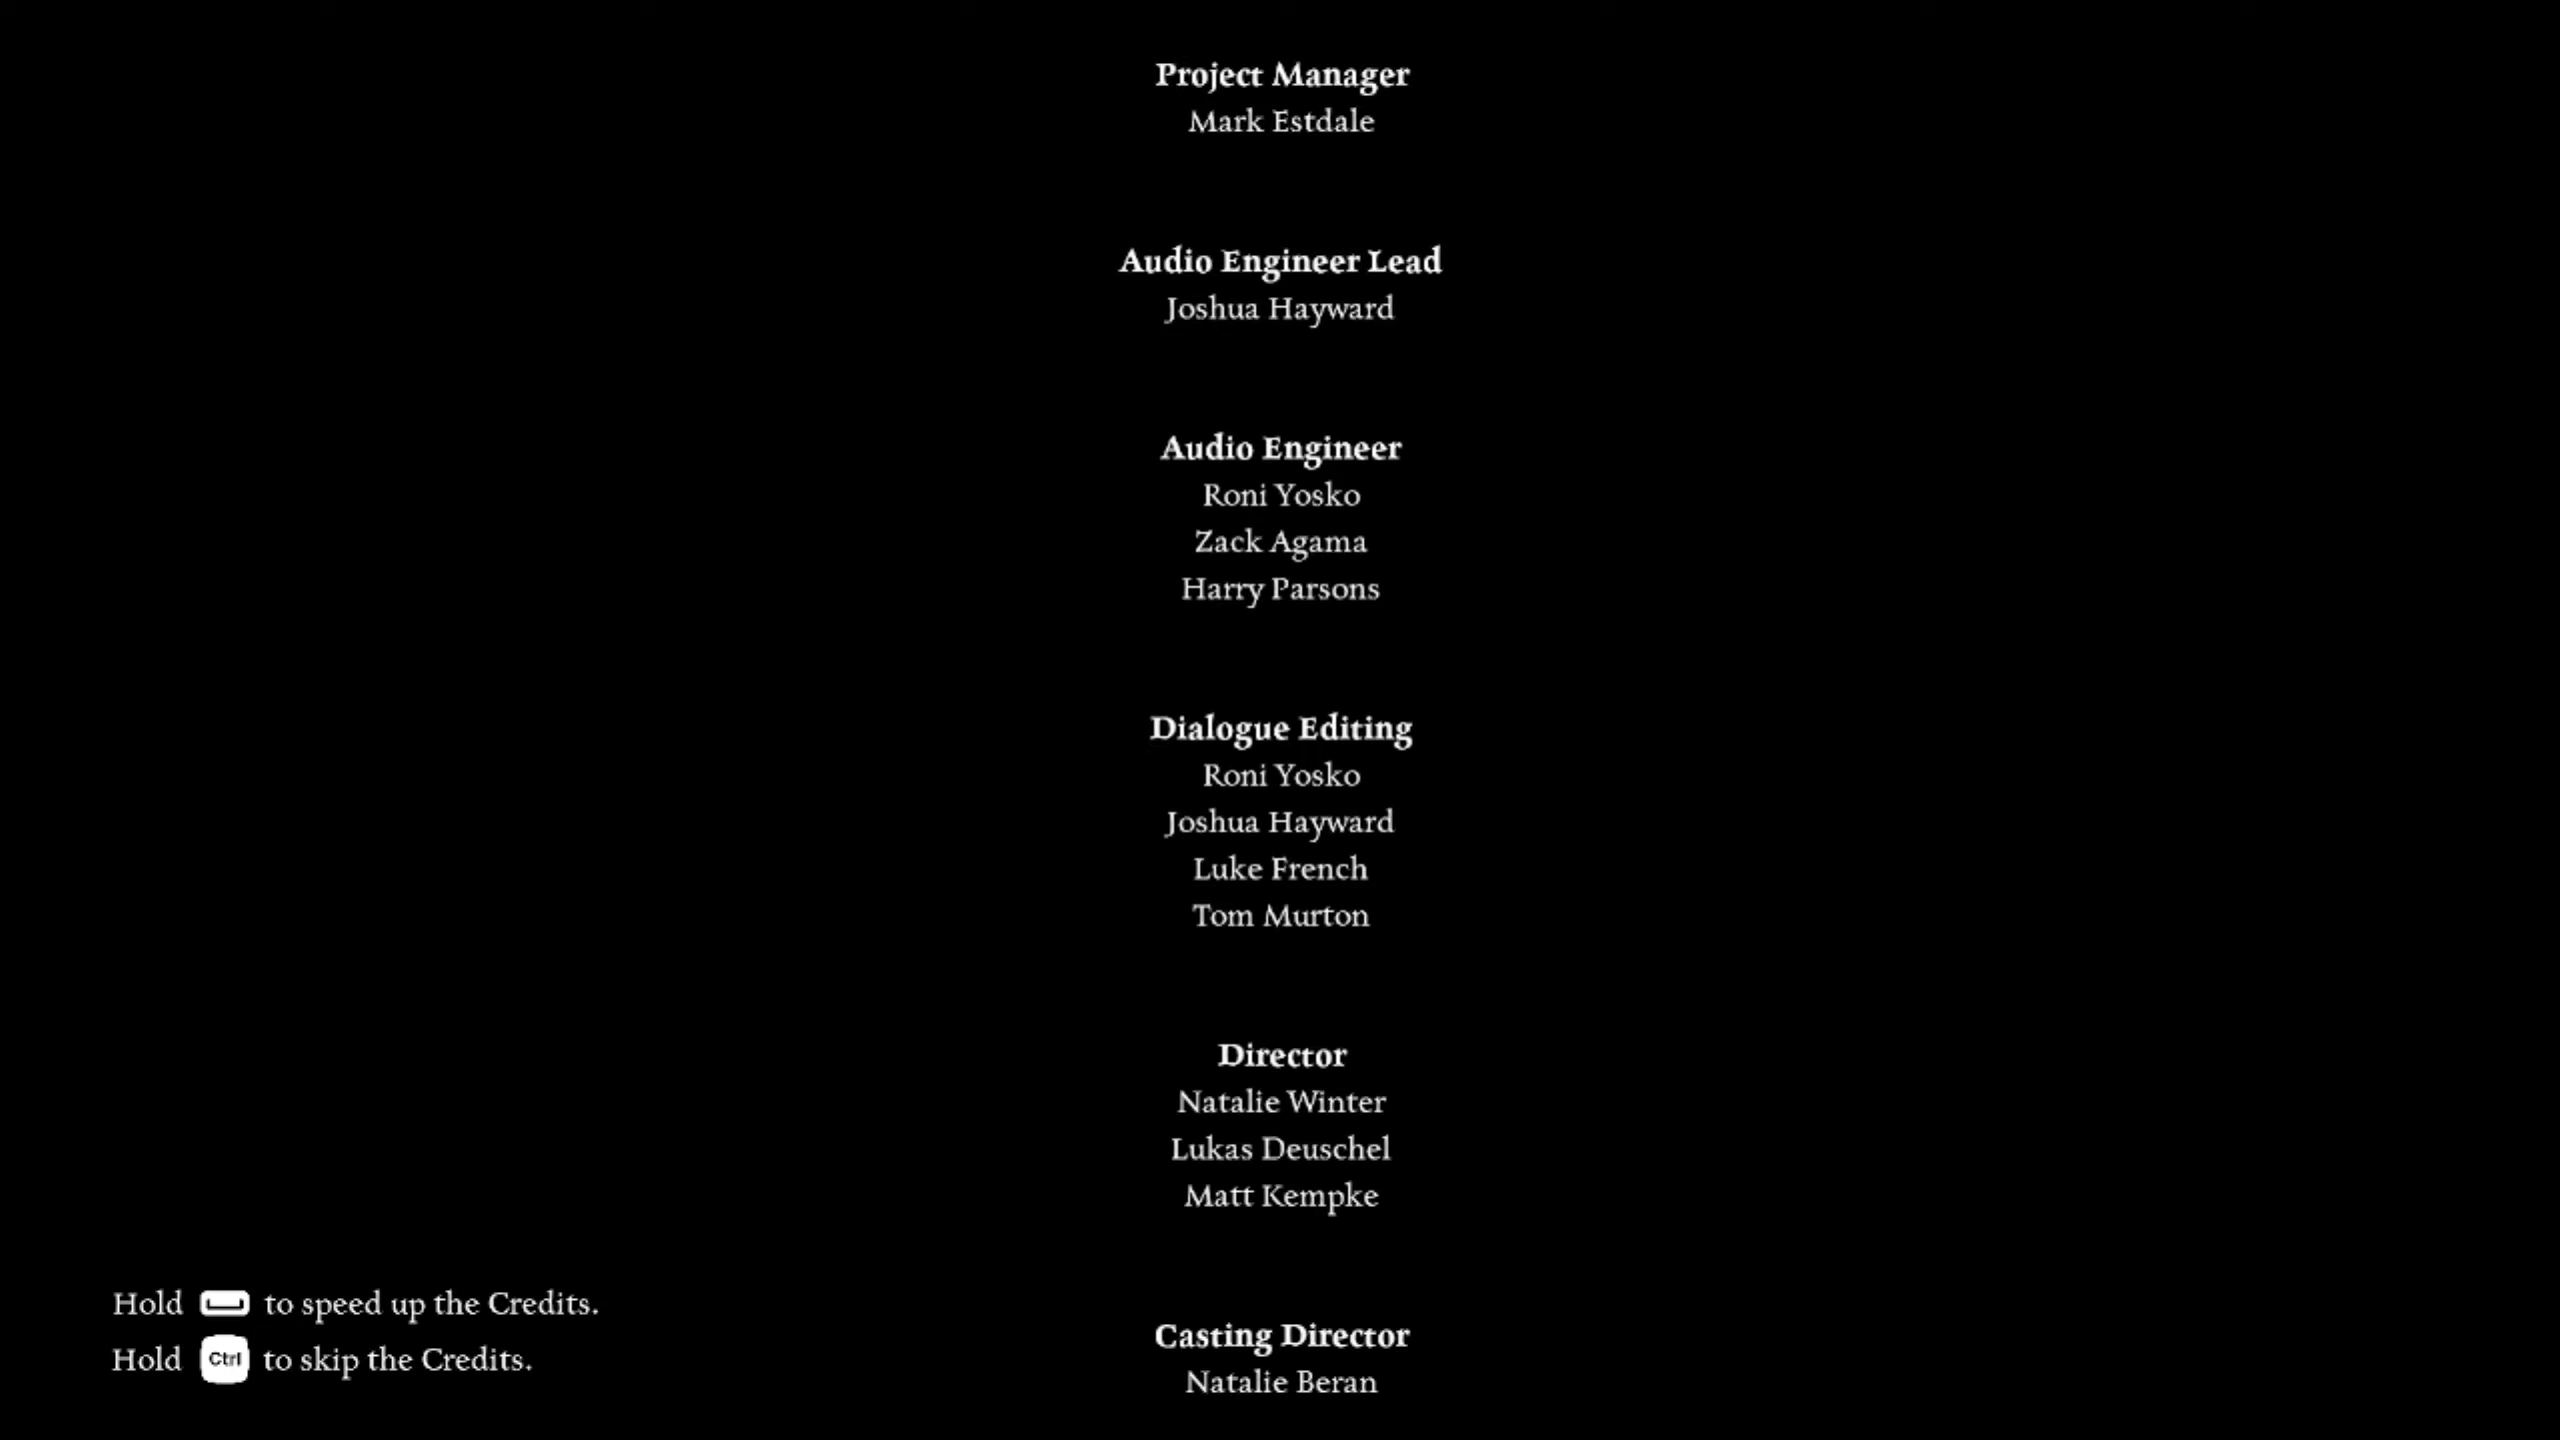 Project Manager
Mark Estdale
Audio Engineer Lead
Joshua Hayward
Audio Engineer
Roni Yosko
Zack Agama
Harry Parsons
Dialogue Editing
Roni Yosko
Joshua Hayward
Luke French
Tom Murton
Director
Natalie Winter
Lukas Deuschel
Matt Kempke
Casting Director
Natalie Beran
Hold to speed up the Credits.
Hold Ctrl to skip the Credits.